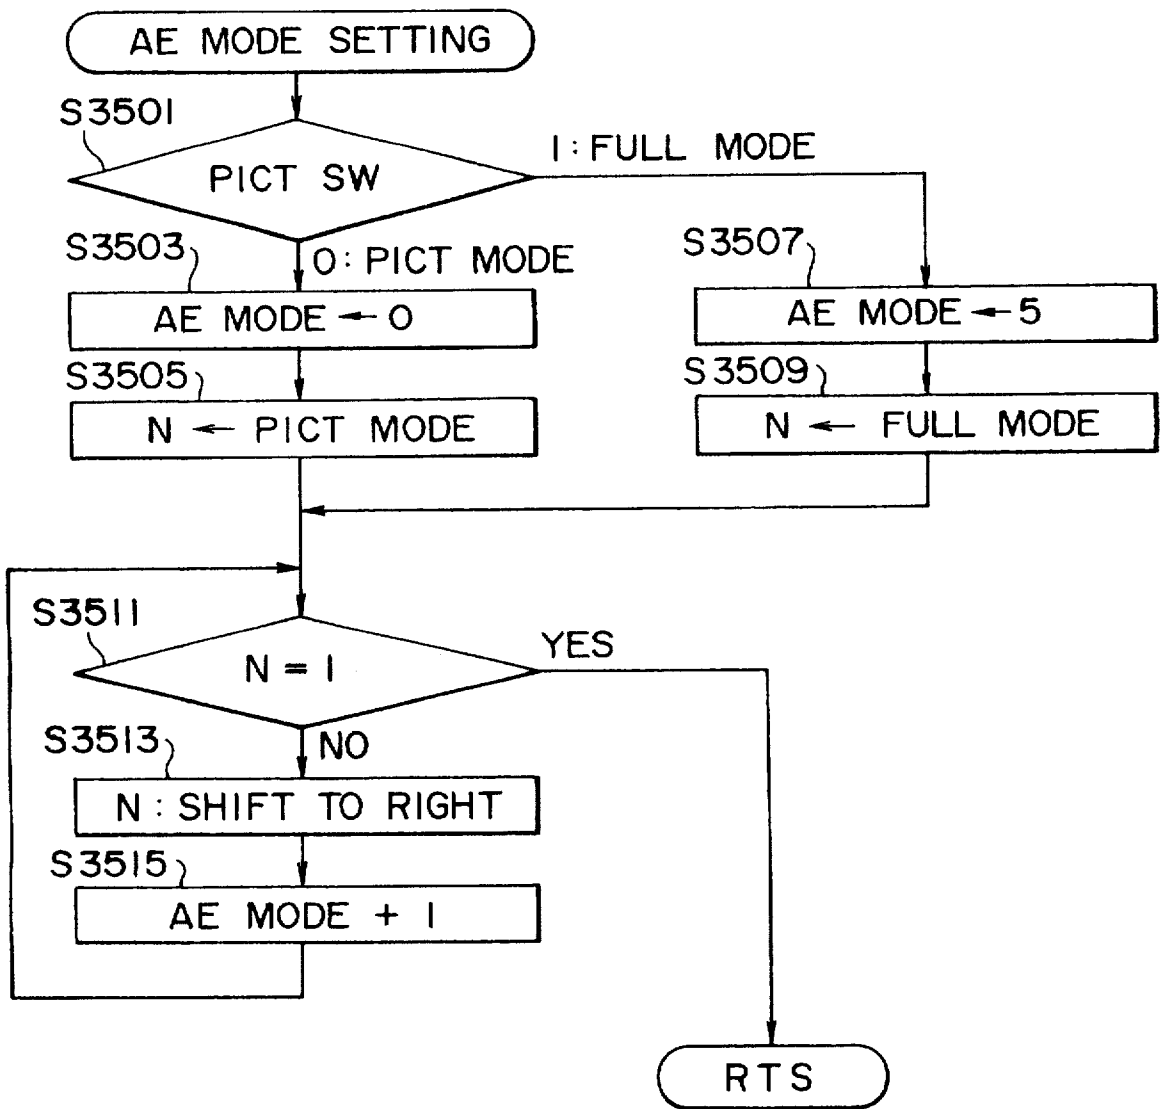 AE MODE SETTING
S3501
PICT SW
1: FULL MODE
S3503
0: PICT MODE
AE MODE ← 0
S3505
N ← PICT MODE
S3507
AE MODE ← 5
S3509
N ← FULL MODE
S3511
N = 1
YES
NO
S3513
N : SHIFT TO RIGHT
S3515
AE MODE + 1
RTS